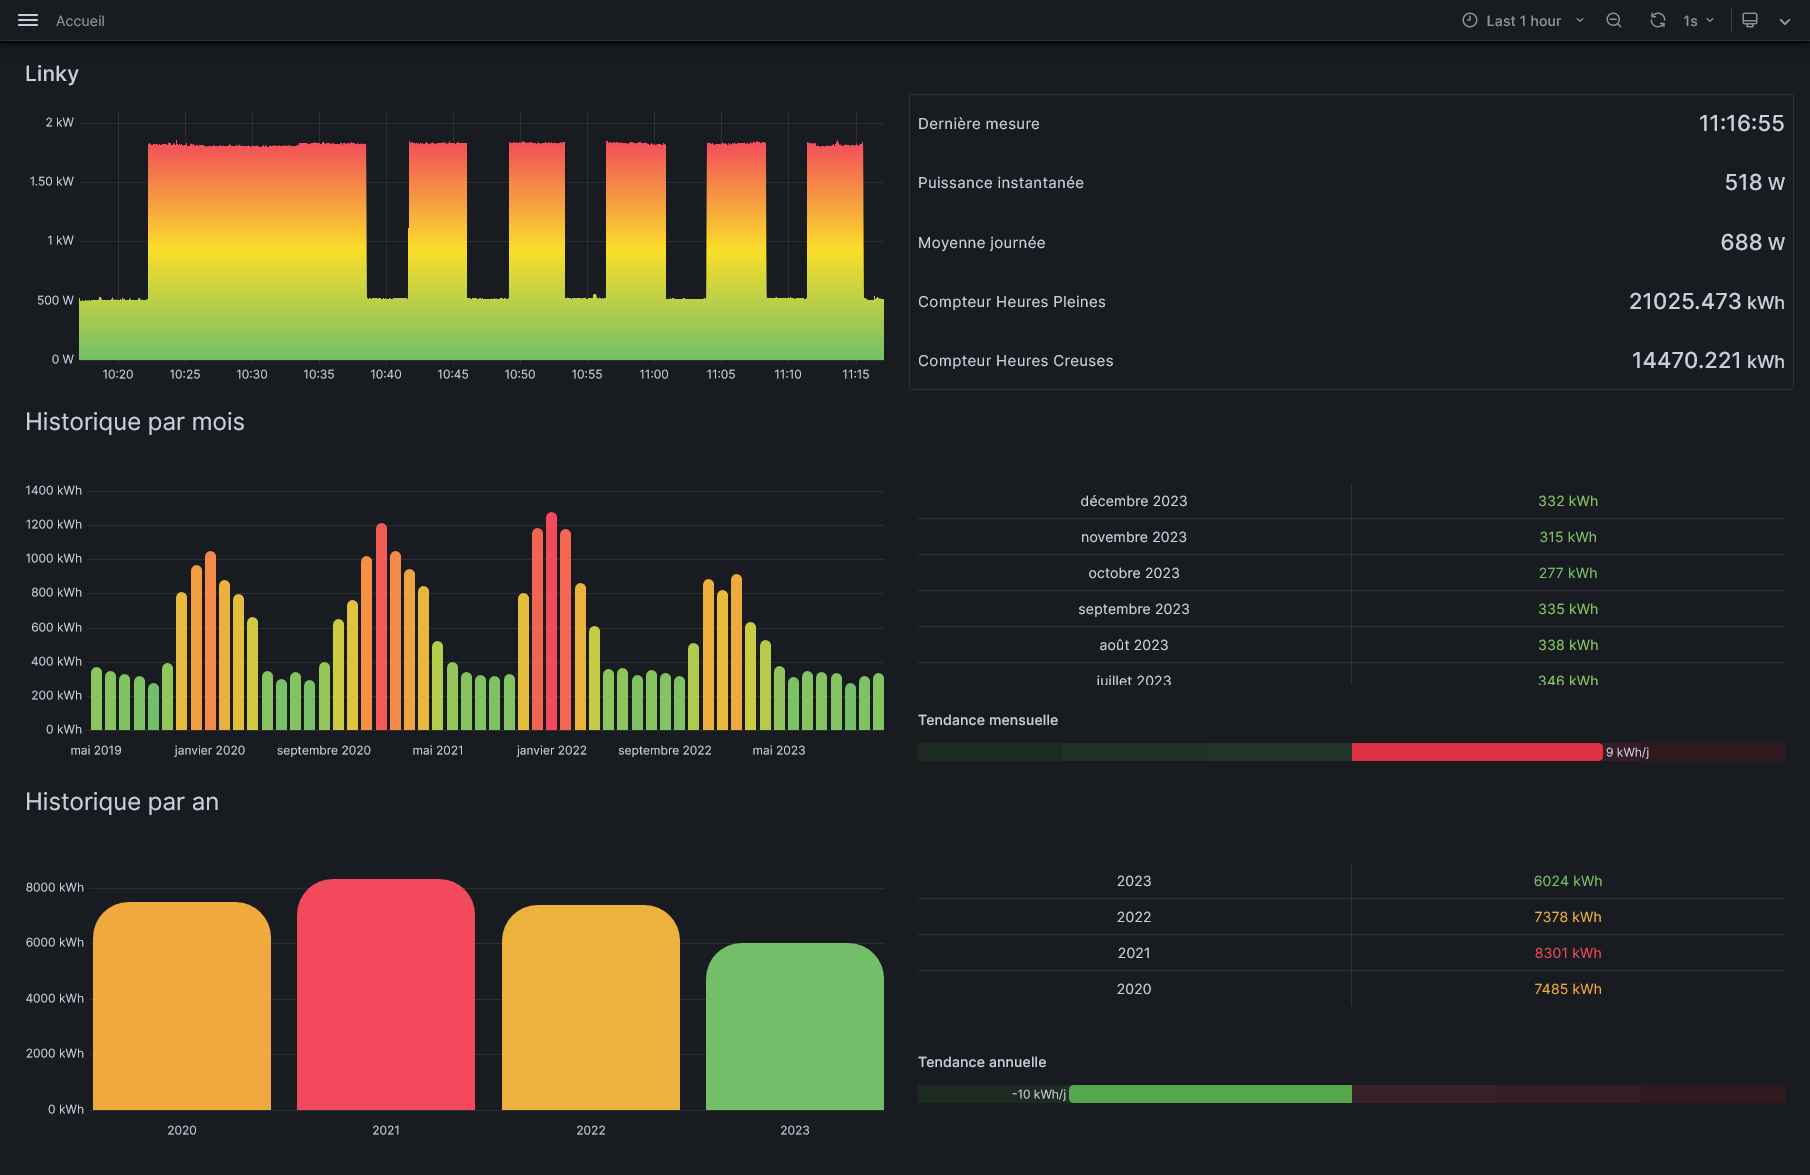 Accueil
Last 1 hour
1s
Linky
2 kW
1.50 kW
1 kW
500 W
0 W
10:20 10:25 10:30 10:35 10:40 10:45 10:50 10:55 11:00 11:05 11:10 11:15
Dernière mesure 11:16:55
Puissance instantanée 518 W
Moyenne journée 688 W
Compteur Heures Pleines 21025.473 kWh
Compteur Heures Creuses 14470.221 kWh
Historique par mois
1400 kWh
1200 kWh
1000 kWh
800 kWh
600 kWh
400 kWh
200 kWh
0 kWh
mai 2019 janvier 2020 septembre 2020 mai 2021 janvier 2022 septembre 2022 mai 2023
décembre 2023 332 kWh
novembre 2023 315 kWh
octobre 2023 277 kWh
septembre 2023 335 kWh
août 2023 338 kWh
juillet 2023 346 kWh
Tendance mensuelle
9 kWh/j
Historique par an
8000 kWh
6000 kWh
4000 kWh
2000 kWh
0 kWh
2020 2021 2022 2023
2023 6024 kWh
2022 7378 kWh
2021 8301 kWh
2020 7485 kWh
Tendance annuelle
-10 kWh/j